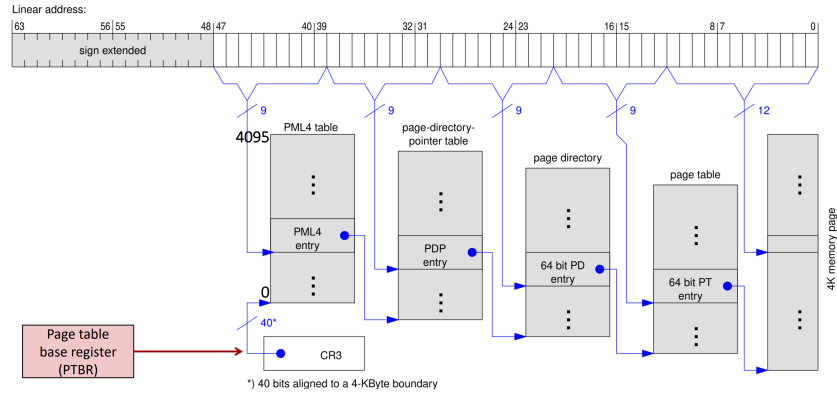 Linear address:
63 56 55 48 47 40 39 32 31 24 23 16 15 8 7 0
sign extended
9 9 9 9 12
PML4 table
page-directory-
pointer table
page directory
page table
4095
PML4
entry
PDP
entry
64 bit PD
entry
64 bit PT
entry
4K memory page
0
40*
CR3
Page table
base register
(PTBR)
*) 40 bits aligned to a 4-KByte boundary